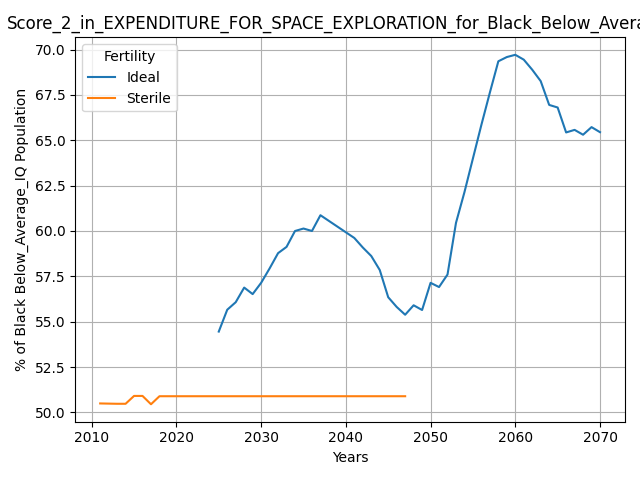 Score_2_in_EXPENDITURE_FOR_SPACE_EXPLORATION_for_Black_Below_Avera
Fertility
Ideal
Sterile
% of Black Below_Average_IQ Population
70.0
67.5
65.0
62.5
60.0
57.5
55.0
52.5
50.0
2010 2020 2030 2040 2050 2060 2070
Years